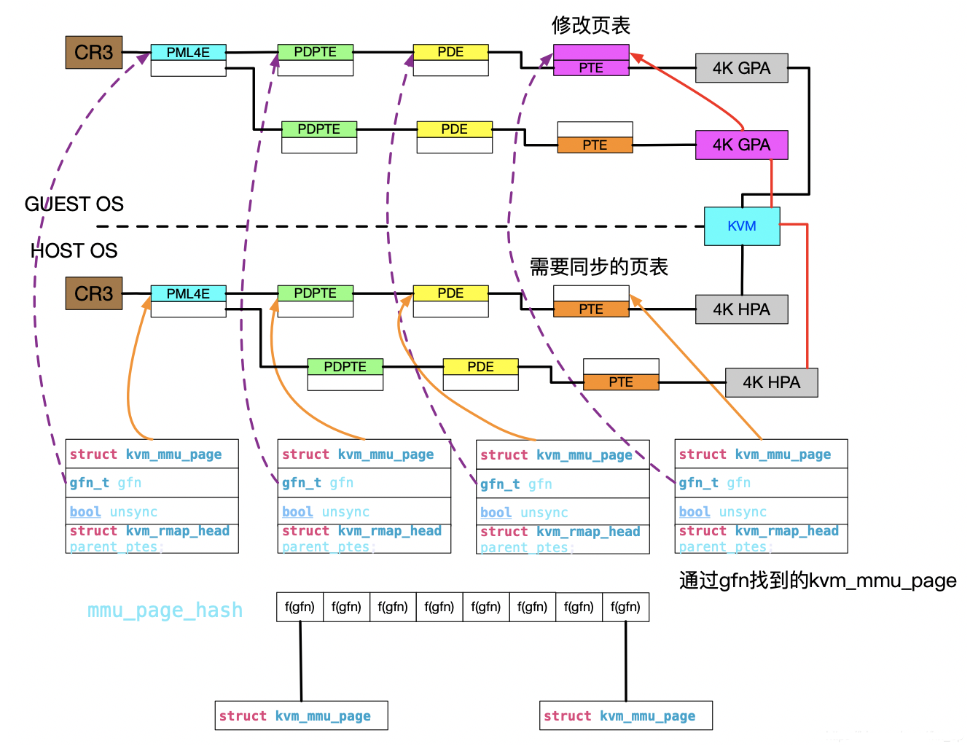 修改页表
CR3
PML4E
PDPTE
PDE
PTE
4K GPA
PDPTE
PDE
PTE
4K GPA
GUEST OS
KVM
HOST OS
需要同步的页表
CR3
PML4E
PDPTE
PDE
PTE
4K HPA
PDPTE
PDE
PTE
4K HPA
struct kvm_mmu_page
gfn_t gfn
bool unsync
struct kvm_rmap_head
parent_ptes;
struct kvm_mmu_page
gfn_t gfn
bool unsync
struct kvm_rmap_head
parent_ptes;
struct kvm_mmu_page
gfn_t gfn
bool unsync
struct kvm_rmap_head
parent_ptes;
struct kvm_mmu_page
gfn_t gfn
bool unsync
struct kvm_rmap_head
parent_ptes;
通过gfn找到的kvm_mmu_page
mmu_page_hash
f(gfn) f(gfn) f(gfn) f(gfn) f(gfn) f(gfn) f(gfn) f(gfn)
struct kvm_mmu_page
struct kvm_mmu_page